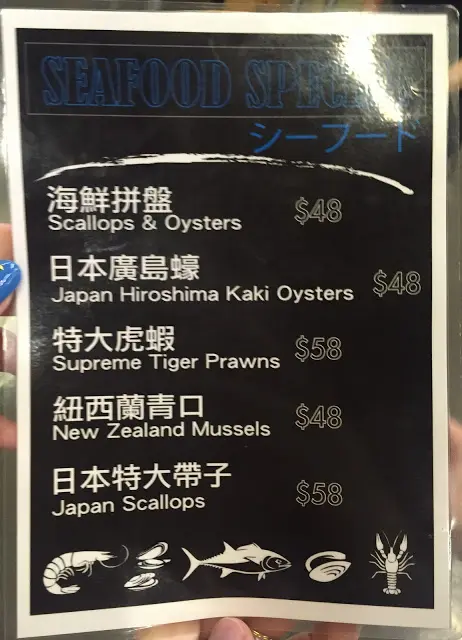 SEAFOOD SPECIAL
シーフード
海鮮拼盤
Scallops & Oysters $48
日本廣島蠔
Japan Hiroshima Kaki Oysters $48
特大虎蝦
Supreme Tiger Prawns $58
紐西蘭青口
New Zealand Mussels $48
日本特大帶子
Japan Scallops $58